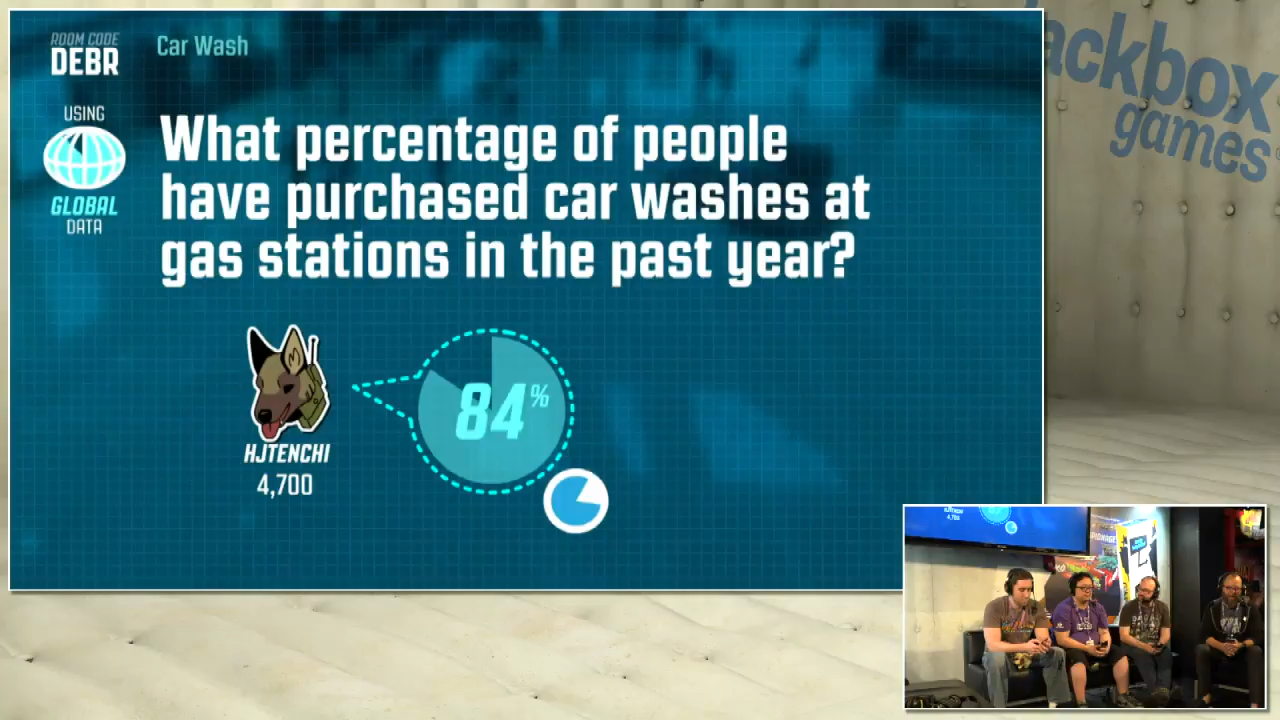 ROOM CODE
DEBR
Car Wash
USING
GLOBAL
DATA
What percentage of people
have purchased car washes at
gas stations in the past year?
84%
HJTENCHI
4,700
jackbox
games